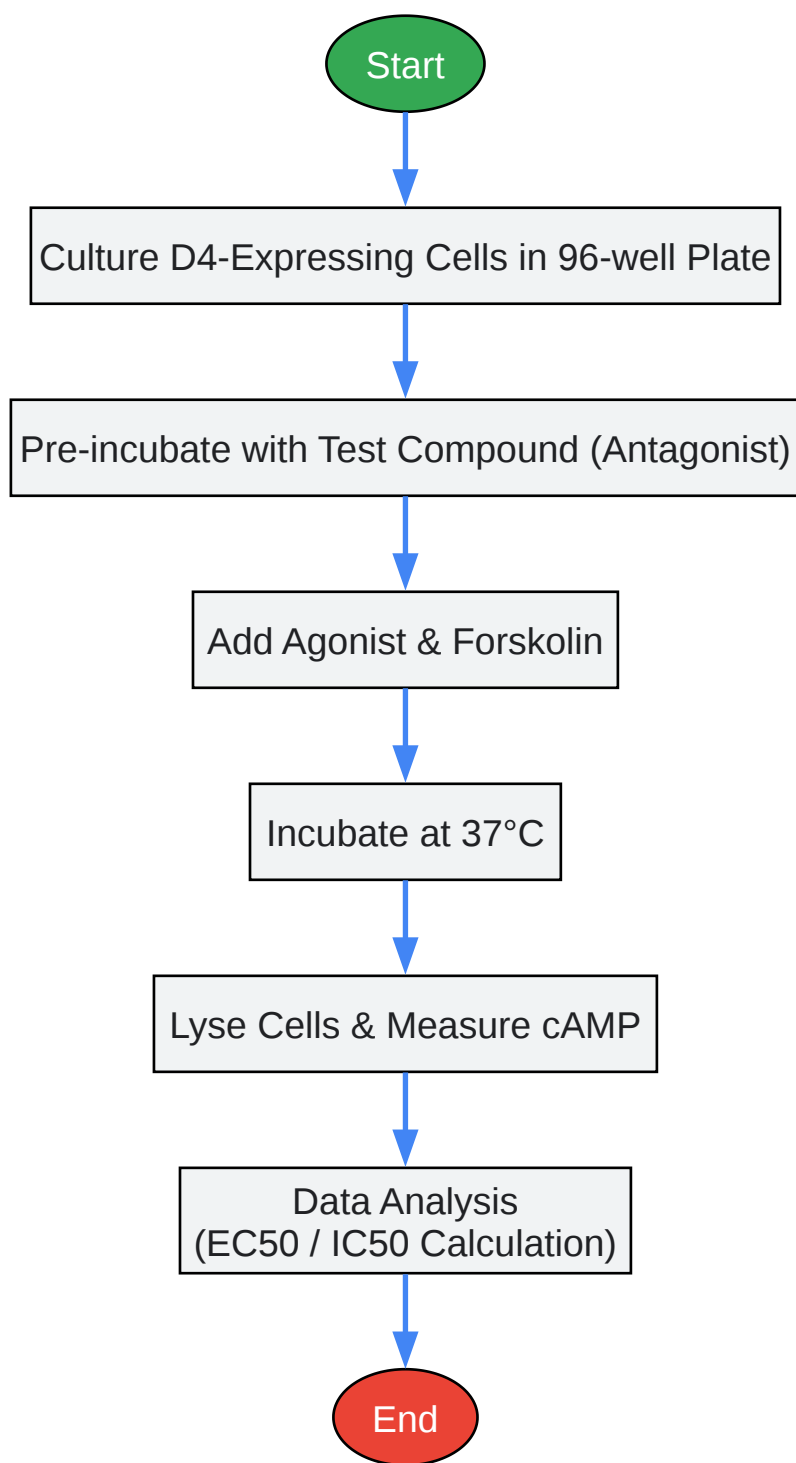 Start
Culture D4-Expressing Cells in 96-well Plate
Pre-incubate with Test Compound (Antagonist)
Add Agonist & Forskolin
Incubate at 37°C
Lyse Cells & Measure cAMP
Data Analysis
(EC50 / IC50 Calculation)
End